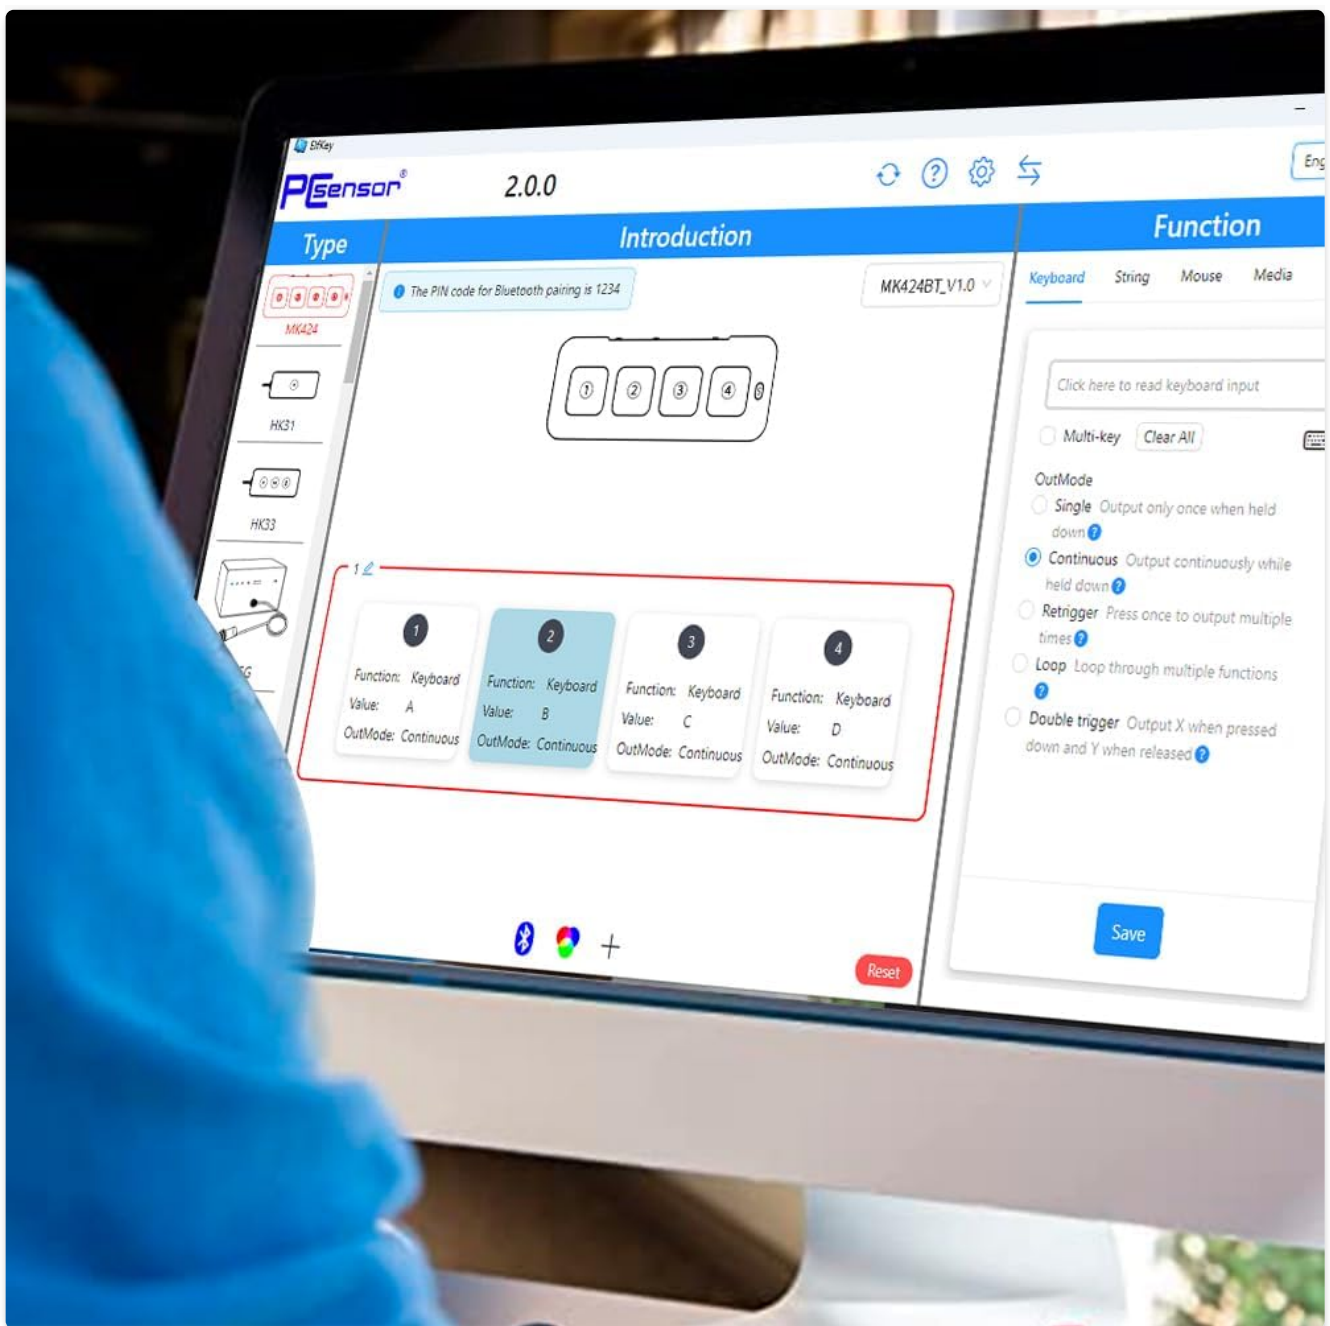 ElfKey
PCsensor®
2.0.0
Eng
Type
Introduction
Function
MK424
HK31
HK33
The PIN code for Bluetooth pairing is 1234
MK424BT_V1.0
① ② ③ ④
1
1
Function: Keyboard
Value: A
OutMode: Continuous
2
Function: Keyboard
Value: B
OutMode: Continuous
3
Function: Keyboard
Value: C
OutMode: Continuous
4
Function: Keyboard
Value: D
OutMode: Continuous
Reset
Keyboard String Mouse Media
Click here to read keyboard input
Multi-key Clear All
OutMode
Single Output only once when held
down ?
Continuous Output continuously while
held down ?
Retrigger Press once to output multiple
times ?
Loop Loop through multiple functions
?
Double trigger Output X when pressed
down and Y when released ?
Save